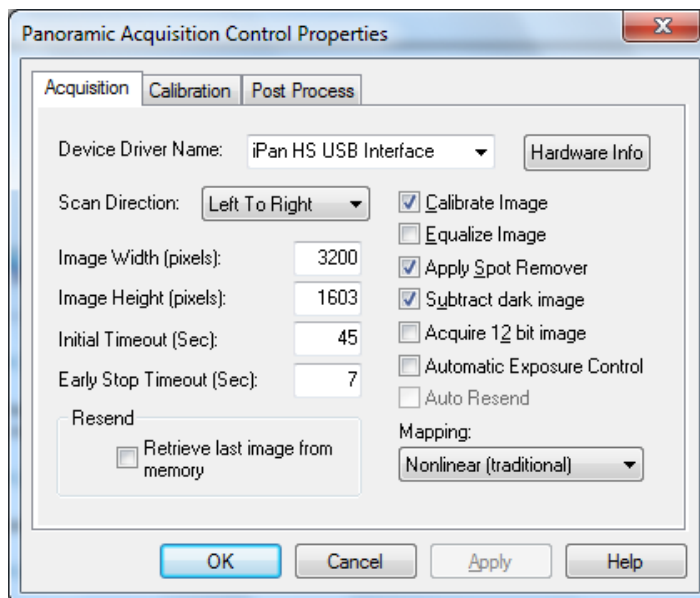 Panoramic Acquisition Control Properties
Acquisition Calibration Post Process
Device Driver Name: iPan HS USB Interface Hardware Info
Scan Direction: Left To Right
Calibrate Image
Equalize Image
Image Width (pixels): 3200
Apply Spot Remover
Image Height (pixels): 1603
Subtract dark image
Initial Timeout (Sec): 45
Acquire 12 bit image
Early Stop Timeout (Sec): 7
Automatic Exposure Control
Auto Resend
Resend
Retrieve last image from
memory
Mapping:
Nonlinear (traditional)
OK Cancel Apply Help